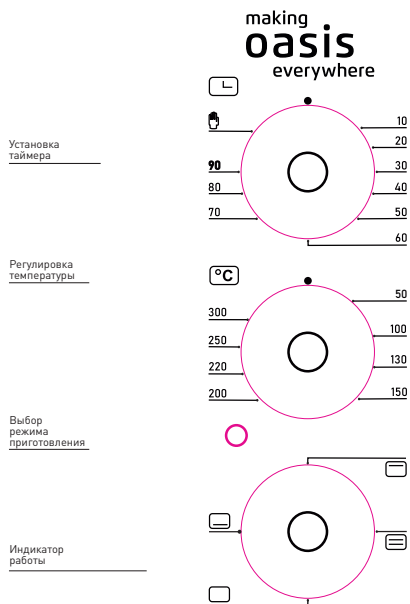 making
oasis
everywhere
Установка
таймера
10
20
90
30
80
40
70
50
60
Регулировка
температуры
°C
50
300
100
250
130
220
200
150
Выбор
режима
приготовления
Индикатор
работы